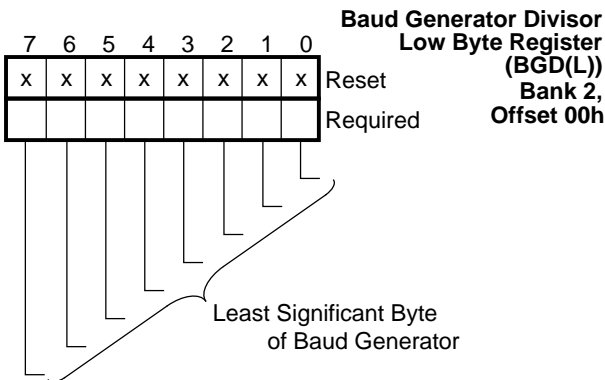 Baud Generator Divisor
Low Byte Register
(BGD(L))
Bank 2,
Offset 00h
7 6 5 4 3 2 1 0
x x x x x x x x Reset
Required
Least Significant Byte
of Baud Generator